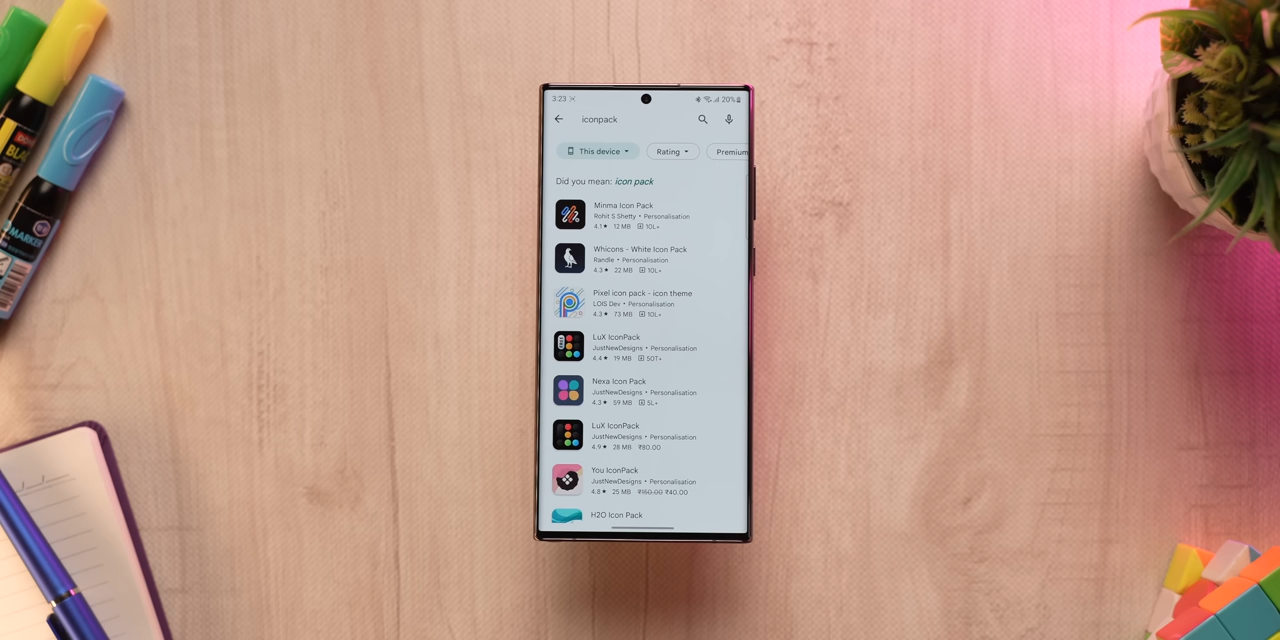 3:23
20%
iconpack
This device
Rating
Premium
Did you mean: icon pack
Minma Icon Pack
Rohit S Shetty • Personalisation
4.1★ 12 MB 10L+
Whicons - White Icon Pack
Randle • Personalisation
4.3★ 22 MB 10L+
Pixel icon pack - icon theme
LOIS Dev • Personalisation
4.3★ 73 MB 10L+
LuX IconPack
JustNewDesigns • Personalisation
4.4★ 19 MB 50T+
Nexa Icon Pack
JustNewDesigns • Personalisation
4.3★ 59 MB 5L+
LuX IconPack
JustNewDesigns • Personalisation
4.9★ 28 MB ₹80.00
You IconPack
JustNewDesigns • Personalisation
4.8★ 25 MB ₹150.00 ₹40.00
H2O Icon Pack
MARKER